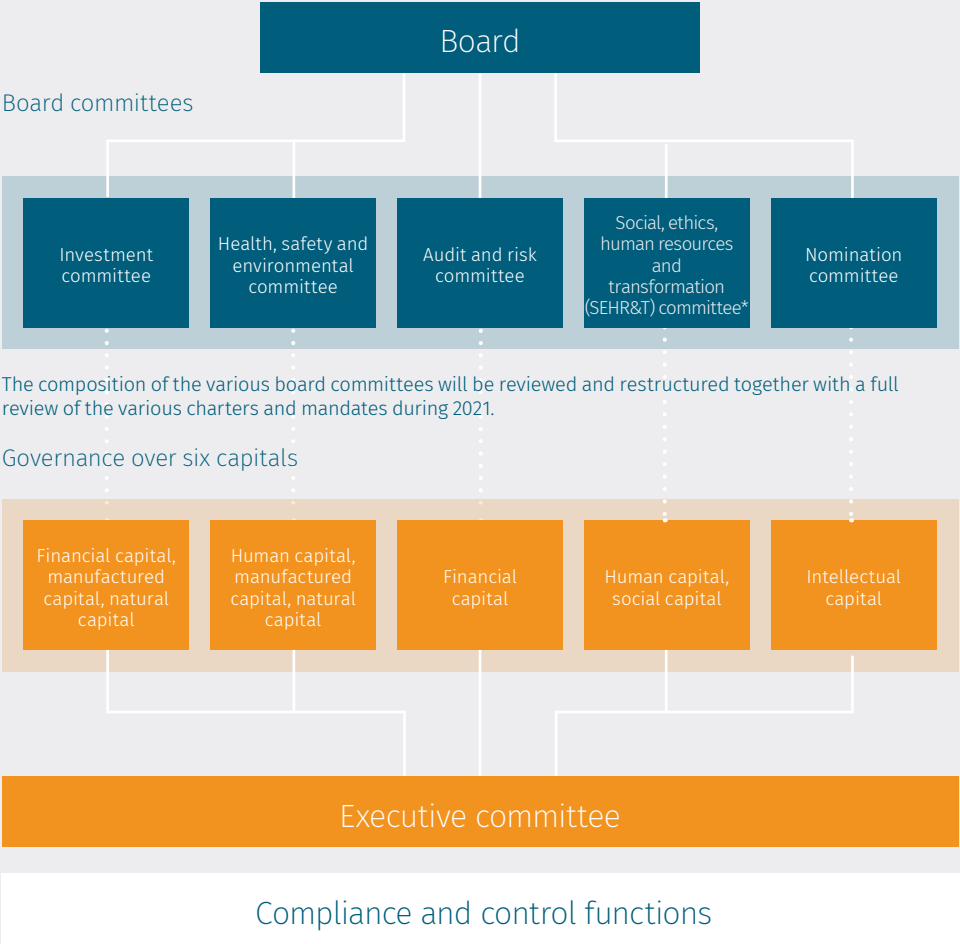 Board
Board committees
Investment
committee
Health, safety and
environmental
committee
Audit and risk
committee
Social, ethics,
human resources
and
transformation
(SEHR&T) committee*
Nomination
committee
The composition of the various board committees will be reviewed and restructured together with a full
review of the various charters and mandates during 2021.
Governance over six capitals
Financial capital,
manufactured
capital, natural
capital
Human capital,
manufactured
capital, natural
capital
Financial
capital
Human capital,
social capital
Intellectual
capital
Executive committee
Compliance and control functions